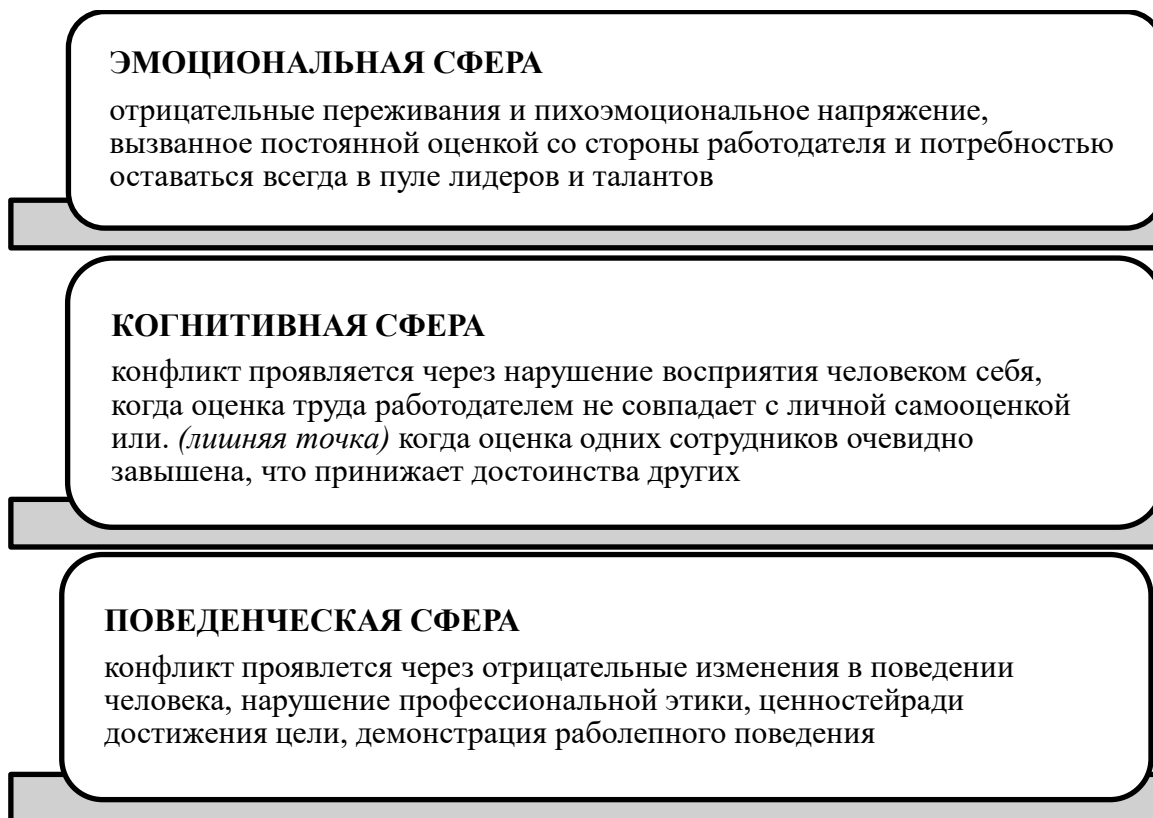 ЭМОЦИОНАЛЬНАЯ СФЕРА
отрицательные переживания и пихоэмоциональное напряжение,
вызванное постоянной оценкой со стороны работодателя и потребностью
оставаться всегда в пуле лидеров и талантов
КОГНИТИВНАЯ СФЕРА
конфликт проявляется через нарушение восприятия человеком себя,
когда оценка труда работодателем не совпадает с личной самооценкой
или. (лишняя точка) когда оценка одних сотрудников очевидно
завышена, что принижает достоинства других
ПОВЕДЕНЧЕСКАЯ СФЕРА
конфликт проявлется через отрицательные изменения в поведении
человека, нарушение профессиональной этики, ценностейради
достижения цели, демонстрация раболепного поведения